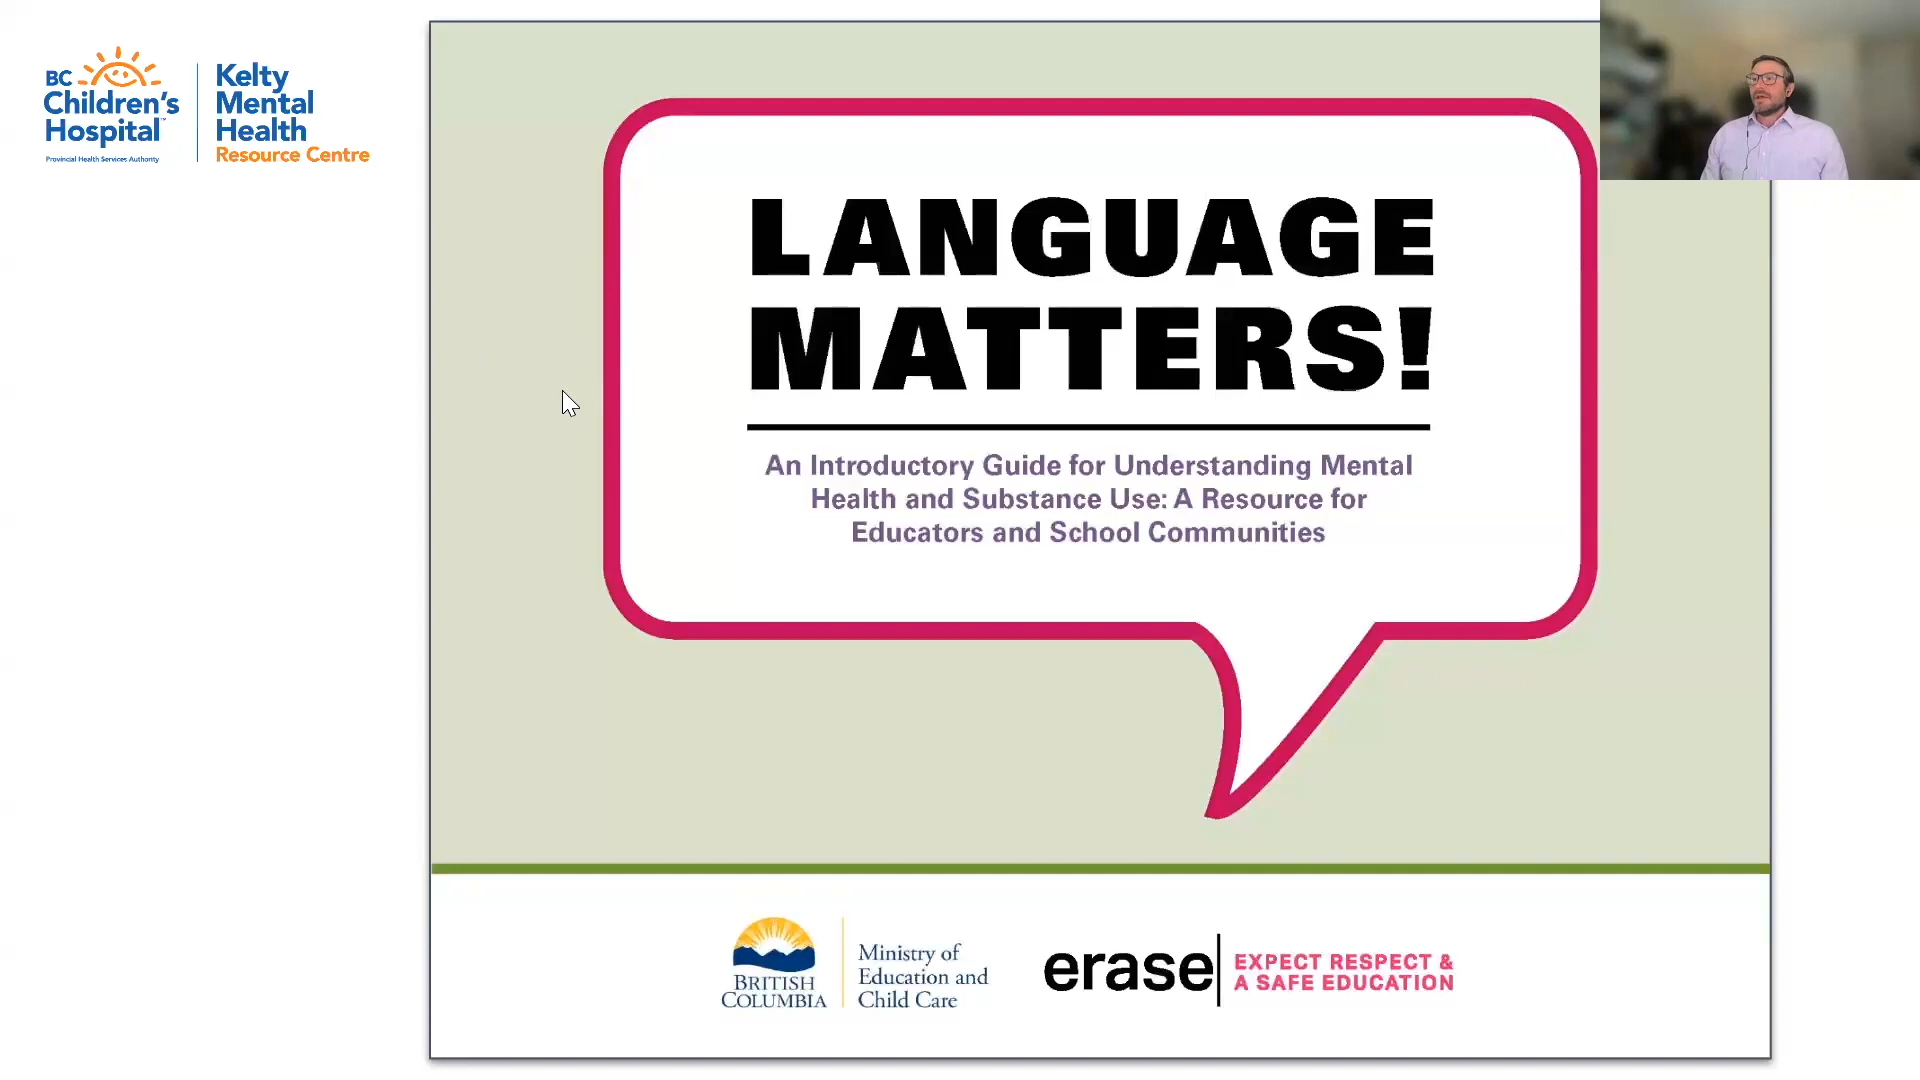 BC
Children's
Hospital™
Provincial Health Services Authority
Kelty
Mental
Health
Resource Centre
LANGUAGE
MATTERS!
An Introductory Guide for Understanding Mental
Health and Substance Use: A Resource for
Educators and School Communities
BRITISH
COLUMBIA
Ministry of
Education and
Child Care
erase
EXPECT RESPECT &
A SAFE EDUCATION